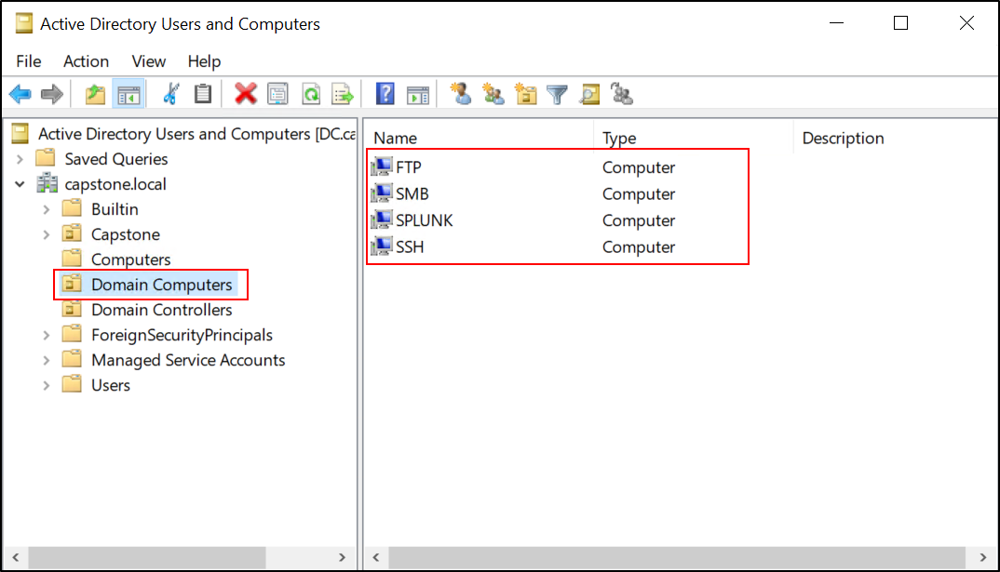 Active Directory Users and Computers
File Action View Help
Active Directory Users and Computers [DC.ca
Saved Queries
capstone.local
Builtin
Capstone
Computers
Domain Computers
Domain Controllers
ForeignSecurityPrincipals
Managed Service Accounts
Users
Name Type Description
FTP Computer
SMB Computer
SPLUNK Computer
SSH Computer